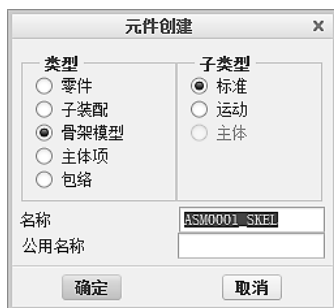 元件创建
类型
零件
子装配
骨架模型
主体项
包络
子类型
标准
运动
主体
名称 ASM0001_SKEL
公用名称
确定 取消